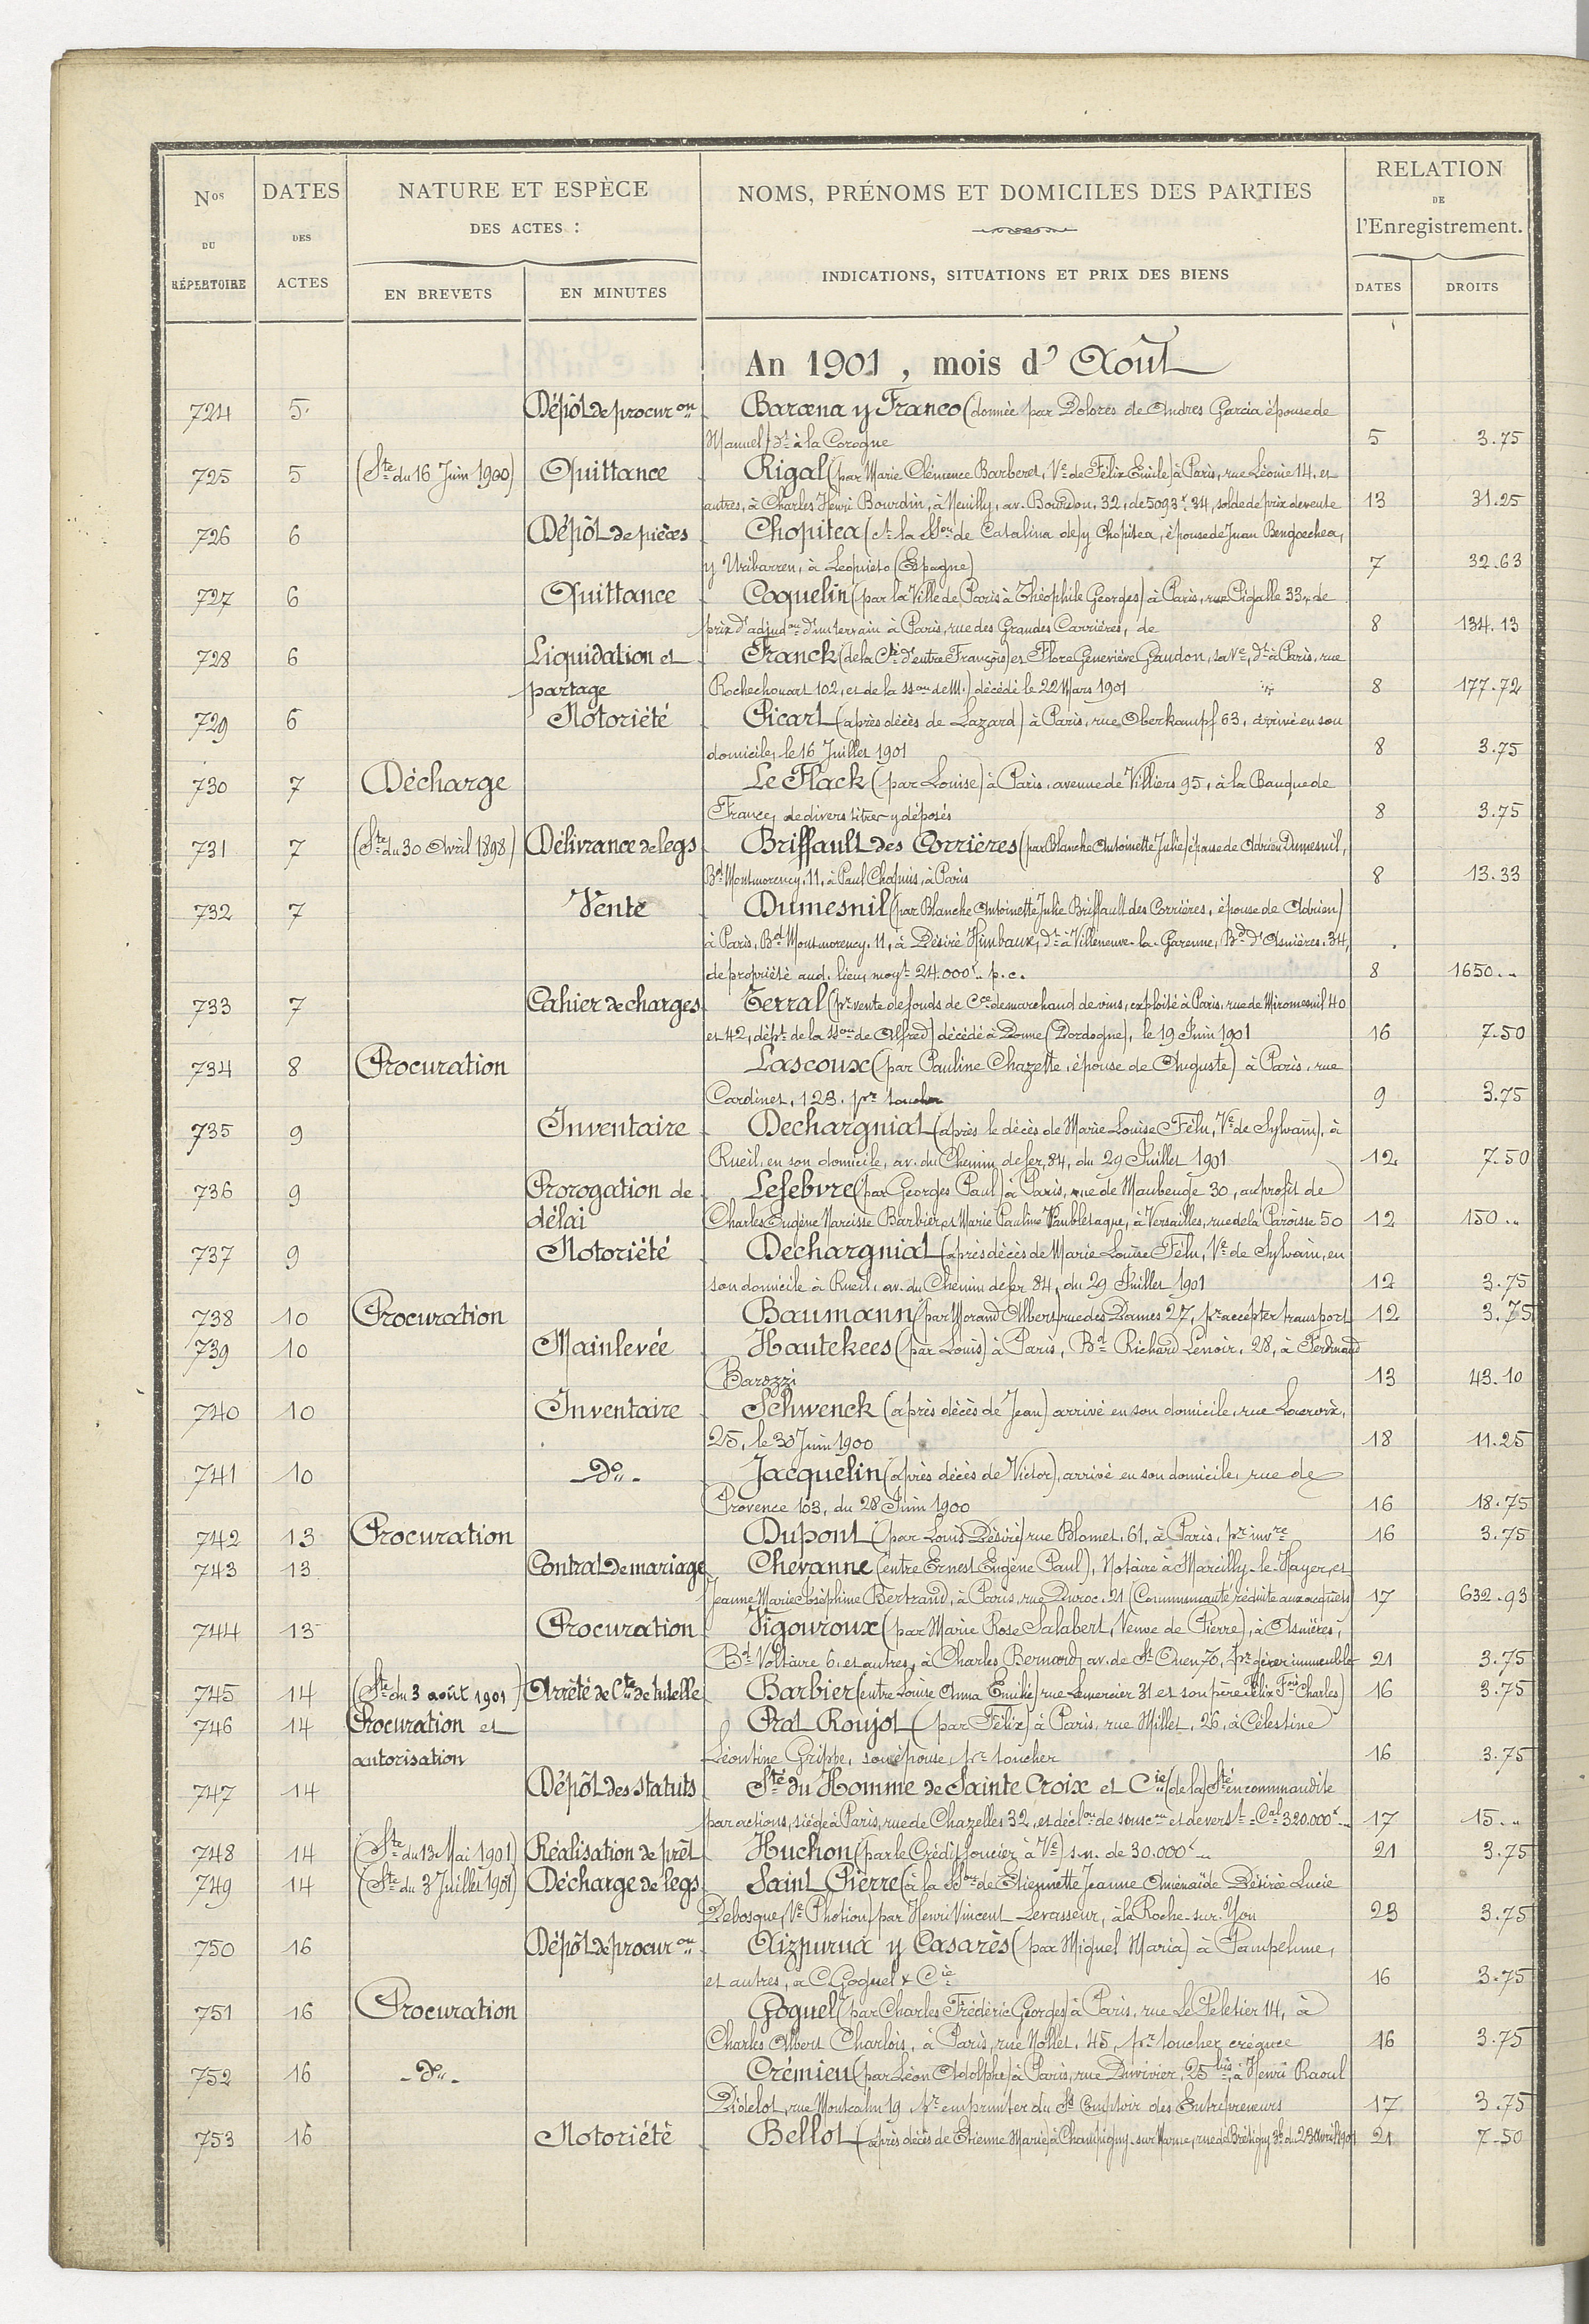 Nos DU RÉPERTOIRE
DATES DES ACTES
NATURE ET ESPÈCE DES ACTES :
EN BREVETS
EN MINUTES
NOMS, PRÉNOMS ET DOMICILES DES PARTIES
INDICATIONS, SITUATIONS ET PRIX DES BIENS
RELATION DE l'Enregistrement.
DATES
DROITS
An 1901, mois d' Août
724 5 Dépôt de procuron Barcena y Franco (donnée par Dolores de Andres Garcia épouse de
Manuel) dt à la Corogne 5 3.75
725 5 (Ste du 16 Juin 1900) Quittance Rigal (par Marie Clémence Barberet, Ve de Félix Emile) à Paris, rue Léonie 14, et
autres, à Charles Henri Bourdin, à Neuilly, av. Bourdon, 32, de 5093f 34, solde de prix de vente 13 31.25
726 6 Dépôt de pièces Chopitea (ct la Sson de Catalina de) y Chopitea, épouse de Juan Bengoechea,
y Uribarren, à Lequieto (Espagne) 7 32.63
727 6 Quittance Coquelin (par la Ville de Paris à Théophile Georges) à Paris, rue Pigalle 33, de
prix d'adjudon d'un terrain à Paris, rue des Grandes Carrières, de 8 134.13
728 6 Liquidation et Franck (de la Cté d'entre François) et Flore Geneviève Gandon, sa Ve, dt à Paris, rue
partage Rochechouart 102, et de la sson de M.) décédé le 22 Mars 1901 8 177.72
729 6 Notoriété Picart (après décès de Lazard) à Paris, rue Oberkampf 63, arrivé en son
domicile, le 16 Juillet 1901 8 3.75
730 7 Décharge Le Flack (par Louise) à Paris, avenue de Villiers 95, à la Banque de
France, de divers titres y déposés 8 3.75
731 7 (Ste du 30 Avril 1898) Délivrance de legs Briffault des Corrières (par Blanche Antoinette Julie) épouse de Adrien Dumesnil,
Bd Montmorency, 11, à Paul Choquis, à Paris 8 13.33
732 7 Vente Dumesnil (par Blanche Antoinette Julie Briffault des Corrières, épouse de Adrien)
à Paris, Bd Montmorency, 11, à Désiré Himbaux, dt à Villeneuve-la-Garenne, Bd d'Asnières, 34,
de propriété aud. lieu, moyt 24.000f p.c. 8 1650..
733 7 Cahier de charges Terral (pr vente de fonds de Cce de marchand de vins, exploité à Paris, rue de Miromesnil 40
et 42, dépt de la sson de Alfred) décédé à Domme (Dordogne), le 19 Juin 1901 16 7.50
734 8 Procuration Lascoux (par Pauline Chazette, épouse de Auguste) à Paris, rue
Cardinet, 123, pr toucher 9 3.75
735 9 Inventaire Dechargniat (après le décès de Marie Louise Félu, Ve de Sylvain), à
Rueil, en son domicile, av. du Chemin de fer, 84, du 29 Juillet 1901 12 7.50
736 9 Prorogation de Lefebvre (par Georges Paul) à Paris, rue de Maubeuge 30, au profit de
délai Charles Eugène Narcisse Barbier et Marie Pauline à Versailles, rue de la Paroisse 50 12 150..
737 9 Notoriété Dechargniat (après décès de Marie Louise Félu, Ve de Sylvain, en
son domicile à Rueil, av. du Chemin de fer 84, du 29 Juillet 1901 12 3.75
738 10 Procuration Baumann (par Morand Albert) rue des Dames 27, pr accepter transport 12 3.75
739 10 Mainlevée Hautekees (par Louis) à Paris, Bd Richard Lenoir, 28, à Ferdinand
Barozzi 13 43.10
740 10 Inventaire Schwenck (après décès de Jean) arrivé en son domicile, rue Lacroix,
25, le 30 Juin 1900 18 11.25
741 10 -do- Jacquelin (après décès de Victor), arrivé en son domicile, rue de
Provence 103, du 28 Juin 1900 16 18.75
742 13 Procuration Dupont (par Louis Désiré) rue Blomet, 61, à Paris, pr invre 16 3.75
743 13 Contrat de mariage Chevanne (entre Ernest Eugène Paul), Notaire à Marcilly-le-Hayer, et
Jeanne Marie Joséphine Bertrand, à Paris, rue Duroc, 21 (Communauté réduite aux acquêts) 17 632.93
744 13 Procuration Vigouroux (par Marie Rose Salabert, Veuve de Pierre), à Asnières,
Bd Voltaire 6, et autres, à Charles Bernard, av. de St Ouen 70, pr gérer immeuble 21 3.75
745 14 (Ste du 3 août 1901) Arrêté de Cte de tutelle Barbier (entre Louise Anna Emilie) rue Lemercier 31 et son père Félix Fois Charles) 16 3.75
746 14 Procuration et Prat Roujot (par Félix) à Paris, rue Millet, 26, à Célestine
autorisation Léontine Grippe, son épouse, pr toucher 16 3.75
747 14 Dépôt des statuts Sté du Homme de Sainte Croix et Cie (de la) Sté en commandite
par actions, siége à Paris, rue de Chazelles 32, et déclon de souscon et de verst - Cal 320.000f.. 17 15..
748 14 (Ste du 13 Mai 1901) Réalisation de prêt Huchon (par le Crédit foncier à Ve) s.n. de 30.000f.. 21 3.75
749 14 (Ste du 3 Juillet 1901) Décharge de legs Saint Pierre (à la Sson de Etiennette Jeanne Aménaïde Désirée Lucie
Debosque, Ve Photion) par Henri Vincent Levasseur, à la Roche-sur-Yon 23 3.75
750 16 Dépôt de procuron Aizpurua y Casarès (par Miguel Maria) à Pampelune,
et autres, à C. Goguel & Cie 16 3.75
751 16 Procuration Goguel (par Charles Frédéric Georges) à Paris, rue Le Peletier 14, à
Charles Albert Charlois, à Paris, rue Nollet, 45, pr toucher créance 16 3.75
752 16 -do- Crémieu (par Léon Adolphe) à Paris, rue Duvivier, 25 bis, à Henri Raoul
Didelot, rue Montcalm 19, pr emprunter du Ss Comptoir des Entrepreneurs 17 3.75
753 16 Notoriété Bellot (après décès de Etienne Marie) à Champigny-sur-Marne, rue de Brétigny 3b, du 23 Avril 1901 21 7.50